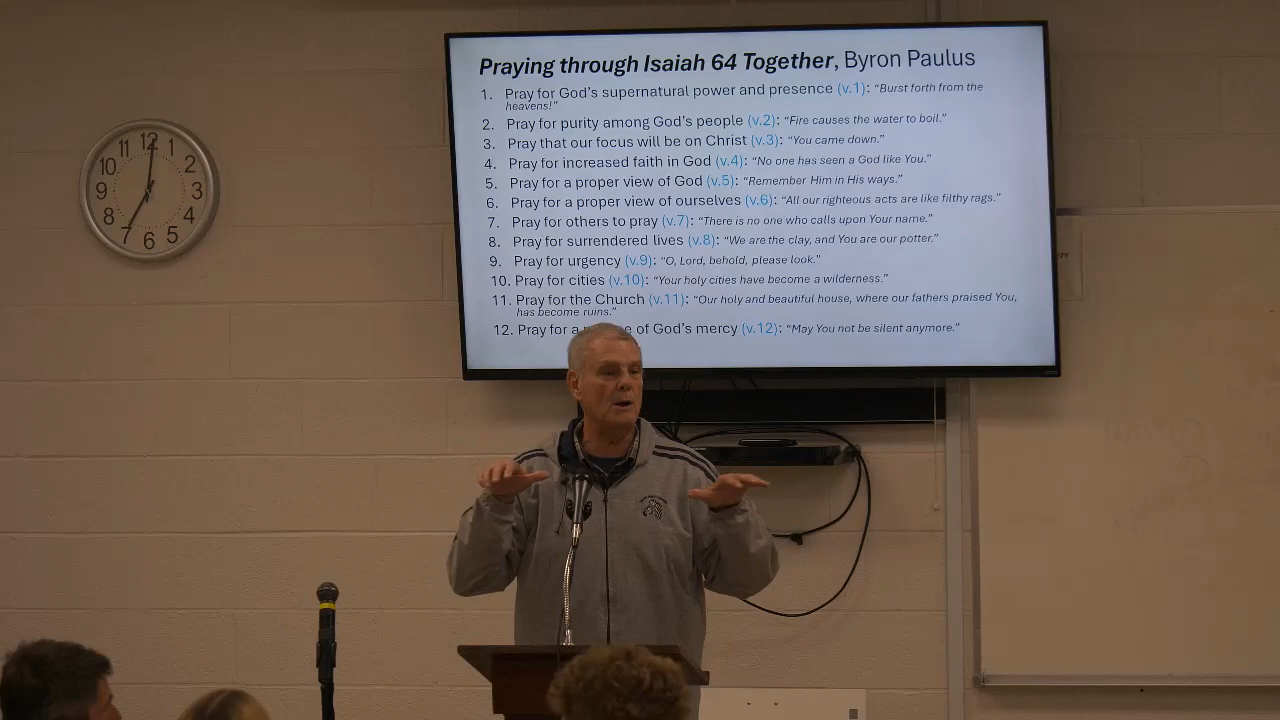 Praying through Isaiah 64 Together, Byron Paulus
1. Pray for God's supernatural power and presence (v.1): "Burst forth from the
heavens!"
2. Pray for purity among God's people (v.2): "Fire causes the water to boil."
3. Pray that our focus will be on Christ (v.3): "You came down."
4. Pray for increased faith in God (v.4): "No one has seen a God like You."
5. Pray for a proper view of God (v.5): "Remember Him in His ways."
6. Pray for a proper view of ourselves (v.6): "All our righteous acts are like filthy rags."
7. Pray for others to pray (v.7): "There is no one who calls upon Your name."
8. Pray for surrendered lives (v.8): "We are the clay, and You are our potter."
9. Pray for urgency (v.9): "O, Lord, behold, please look."
10. Pray for cities (v.10): "Your holy cities have become a wilderness."
11. Pray for the Church (v.11): "Our holy and beautiful house, where our fathers praised You,
has become ruins."
12. Pray for a of God's mercy (v.12): "May You not be silent anymore."
12
11 1
10 2
9 3
8 4
7 6 5